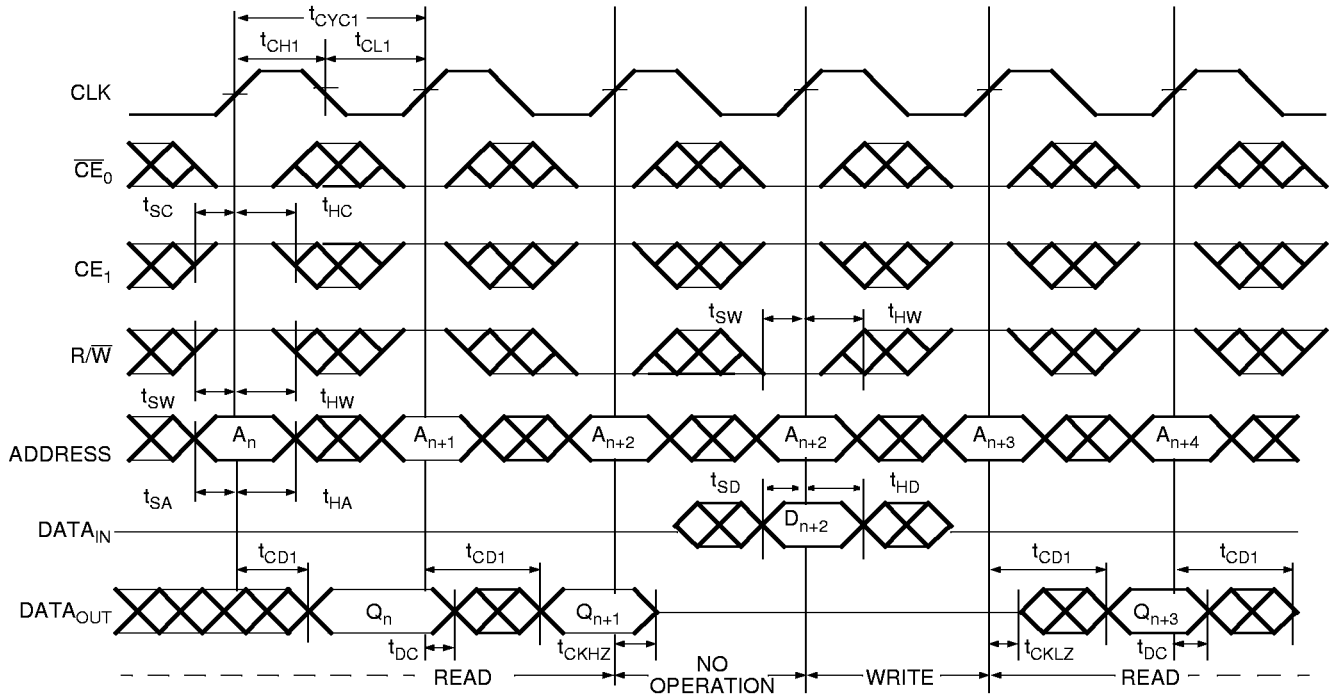 tCYC1
tCH1 tCL1
CLK
CE0
tSC tHC
CE1
tSW tHW
R/W
tSW tHW
ADDRESS An An+1 An+2 An+2 An+3 An+4
tSA tHA tSD tHD
DATAIN Dn+2
tCD1 tCD1 tCD1 tCD1
DATAOUT Qn Qn+1 Qn+3
tDC tCKHZ tCKLZ tDC
READ NO OPERATION WRITE READ